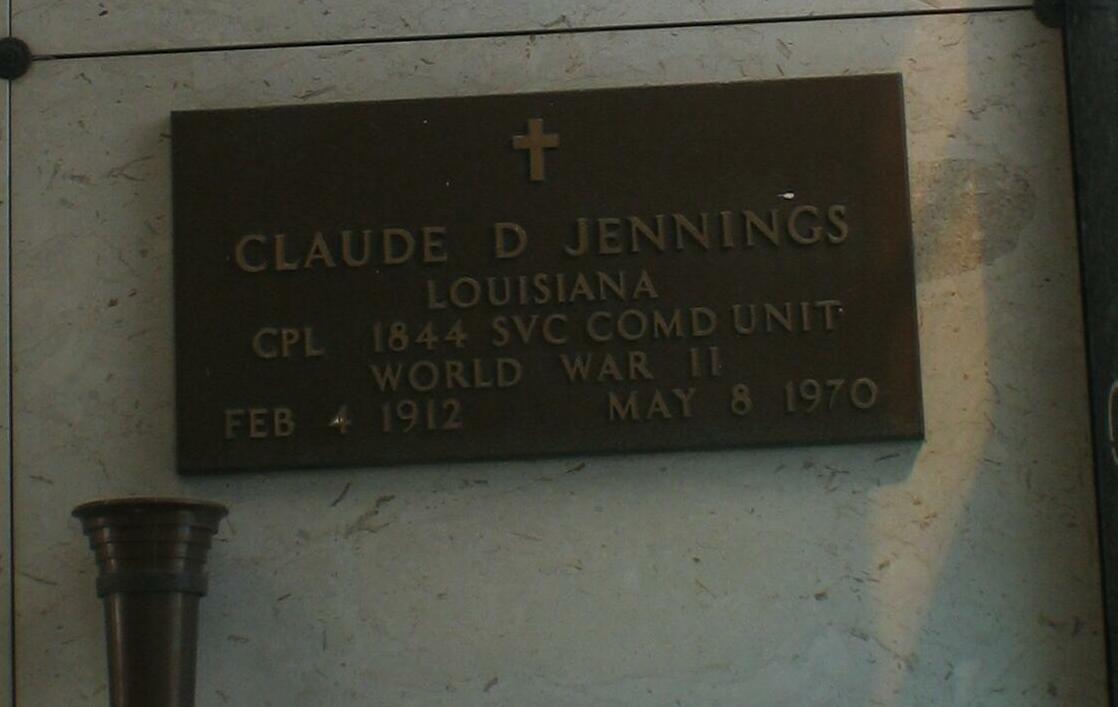 CLAUDE D JENNINGS
LOUISIANA
CPL 1844 SVC COMD UNIT
WORLD WAR II
FEB 4 1912 MAY 8 1970